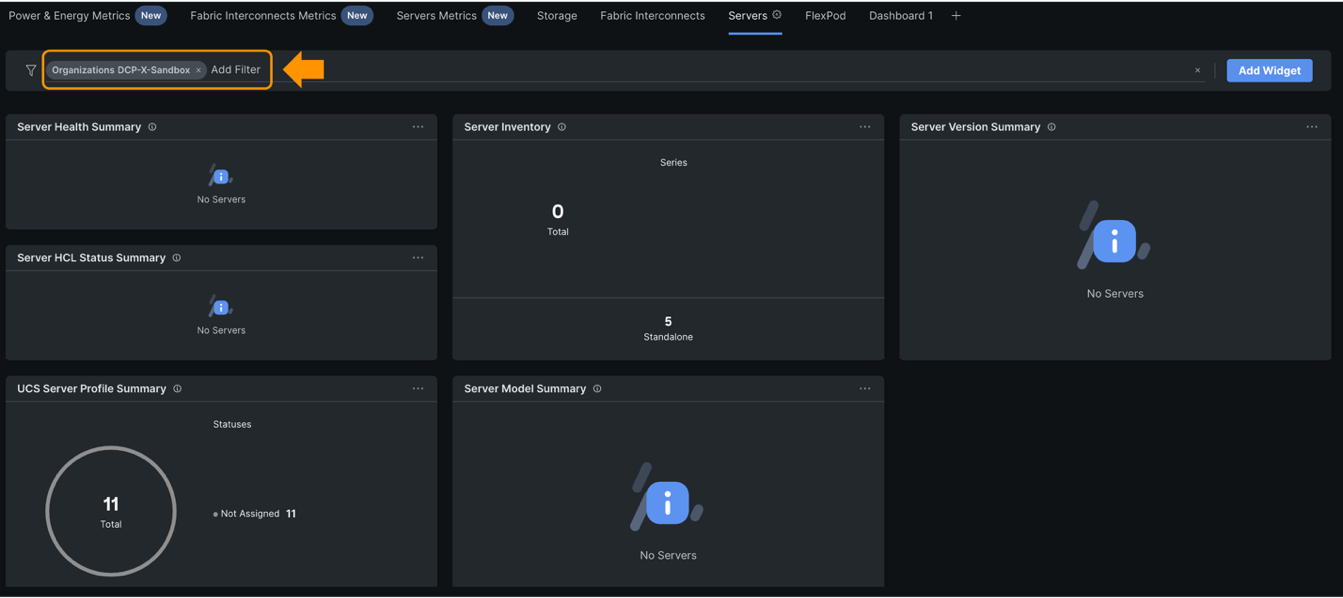 Power & Energy Metrics New Fabric Interconnects Metrics New Servers Metrics New Storage Fabric Interconnects Servers FlexPod Dashboard 1 +
Organizations DCP-X-Sandbox × Add Filter × Add Widget
Server Health Summary
No Servers
Server HCL Status Summary
No Servers
Server Inventory
Series
0
Total
5
Standalone
Server Version Summary
No Servers
UCS Server Profile Summary
Statuses
11
Total
Not Assigned 11
Server Model Summary
No Servers